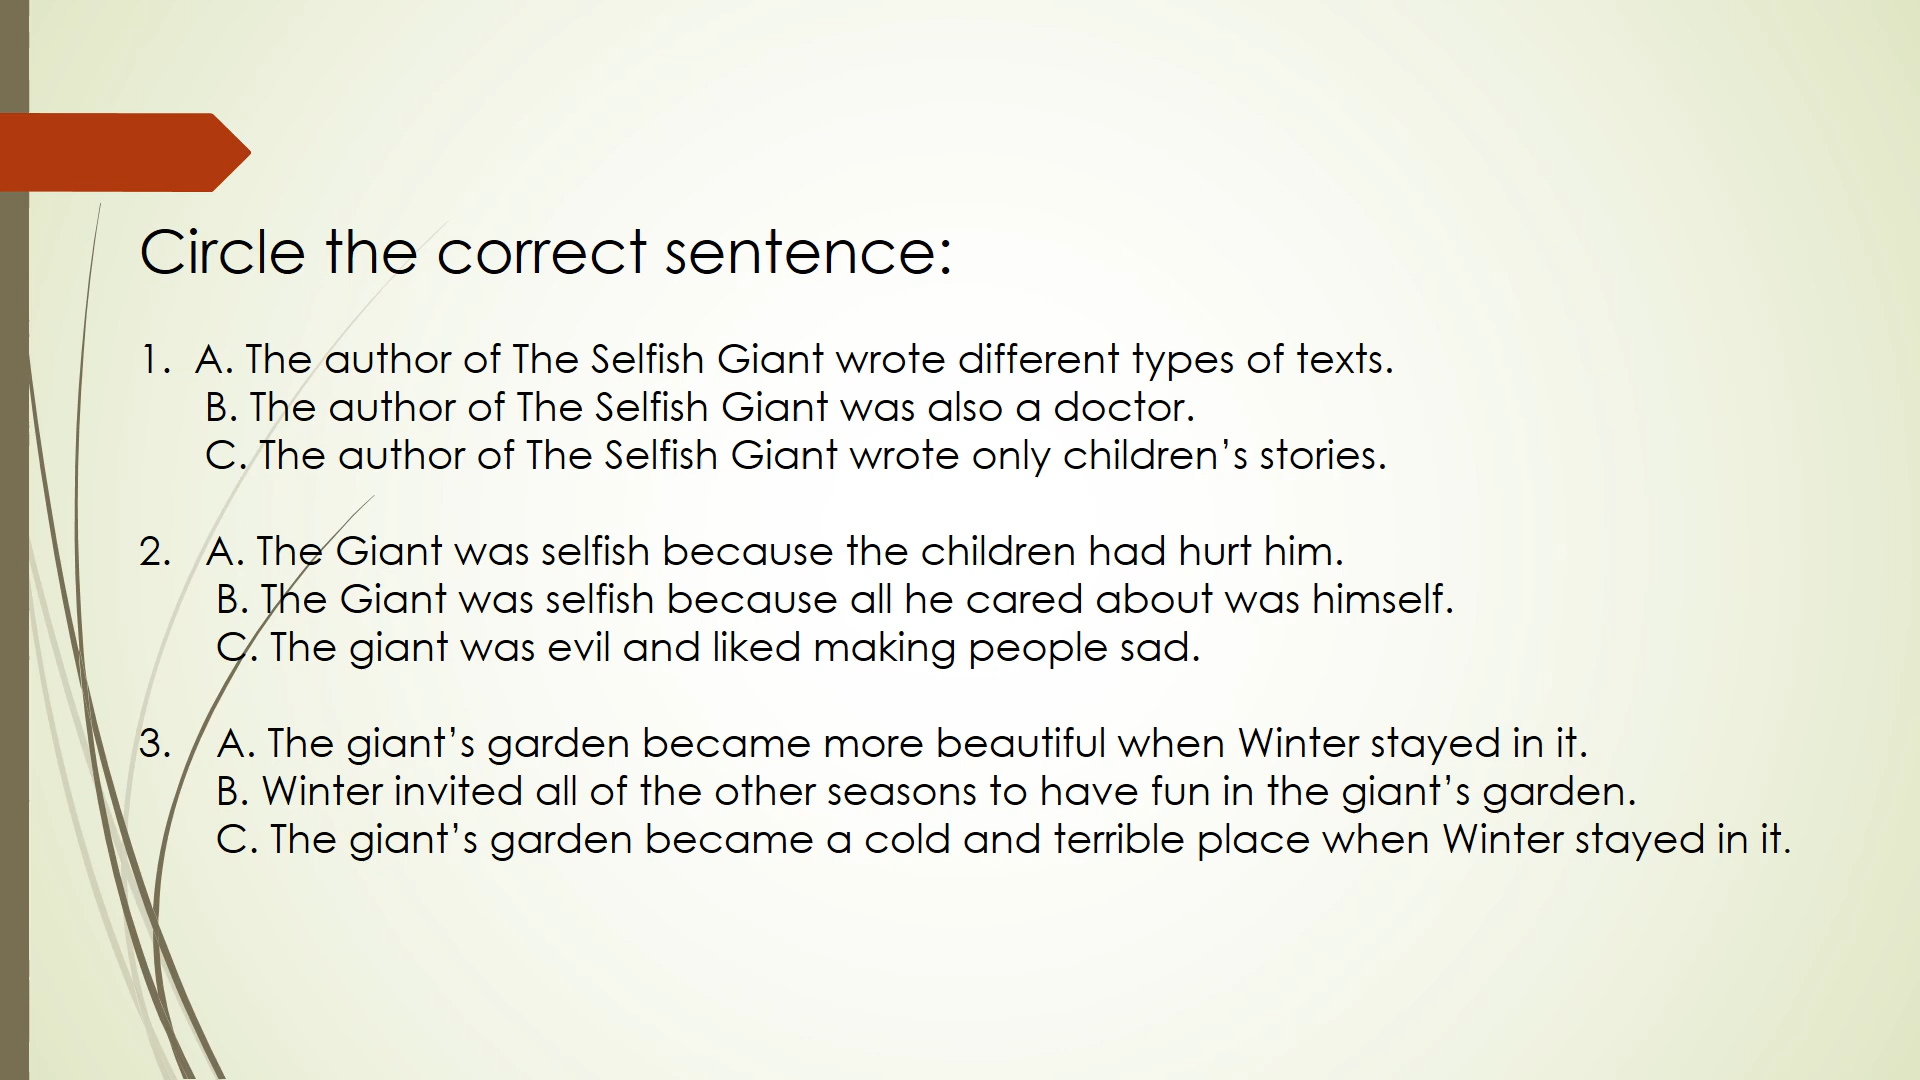 Circle the correct sentence:
1. A. The author of The Selfish Giant wrote different types of texts.
B. The author of The Selfish Giant was also a doctor.
C. The author of The Selfish Giant wrote only children’s stories.
2. A. The Giant was selfish because the children had hurt him.
B. The Giant was selfish because all he cared about was himself.
C. The giant was evil and liked making people sad.
3. A. The giant’s garden became more beautiful when Winter stayed in it.
B. Winter invited all of the other seasons to have fun in the giant’s garden.
C. The giant’s garden became a cold and terrible place when Winter stayed in it.